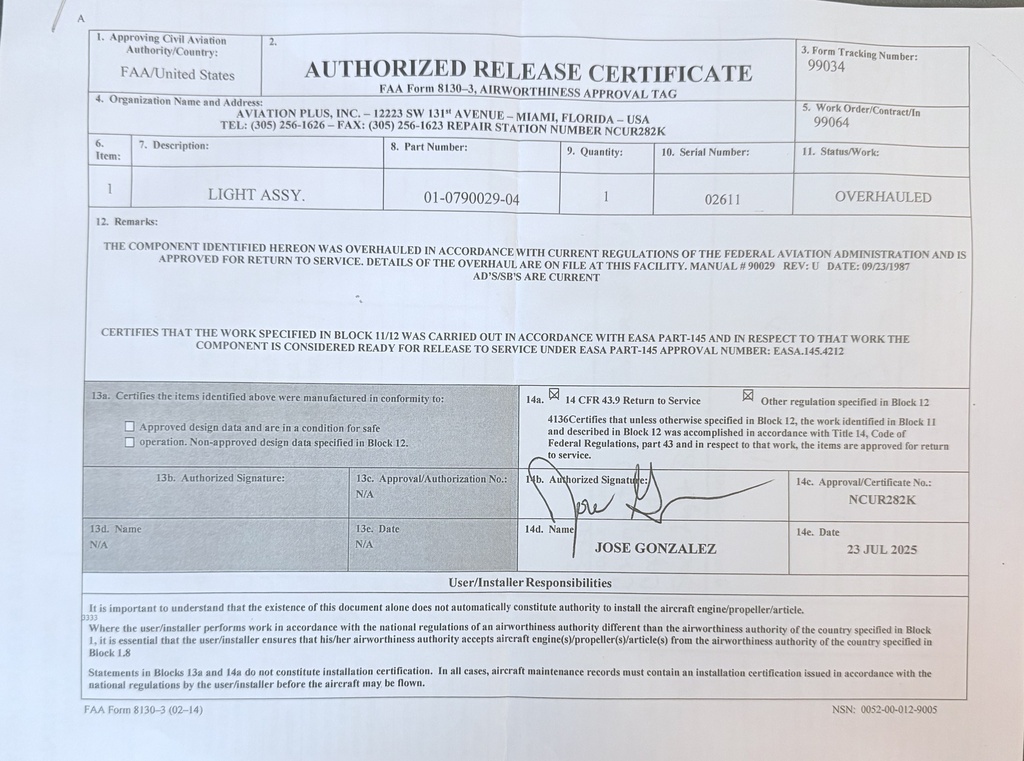 A
1. Approving Civil Aviation
Authority/Country:
FAA/United States
2.
AUTHORIZED RELEASE CERTIFICATE
FAA Form 8130–3, AIRWORTHINESS APPROVAL TAG
3. Form Tracking Number:
99034
4. Organization Name and Address:
AVIATION PLUS, INC. – 12223 SW 131st AVENUE – MIAMI, FLORIDA – USA
TEL: (305) 256-1626 – FAX: (305) 256-1623 REPAIR STATION NUMBER NCUR282K
5. Work Order/Contract/In
99064
6.
Item:
7. Description:
8. Part Number:
9. Quantity:
10. Serial Number:
11. Status/Work:
1
LIGHT ASSY.
01-0790029-04
1
02611
OVERHAULED
12. Remarks:
THE COMPONENT IDENTIFIED HEREON WAS OVERHAULED IN ACCORDANCE WITH CURRENT REGULATIONS OF THE FEDERAL AVIATION ADMINISTRATION AND IS
APPROVED FOR RETURN TO SERVICE. DETAILS OF THE OVERHAUL ARE ON FILE AT THIS FACILITY. MANUAL # 90029 REV: U DATE: 09/23/1987
AD'S/SB'S ARE CURRENT
CERTIFIES THAT THE WORK SPECIFIED IN BLOCK 11/12 WAS CARRIED OUT IN ACCORDANCE WITH EASA PART-145 AND IN RESPECT TO THAT WORK THE
COMPONENT IS CONSIDERED READY FOR RELEASE TO SERVICE UNDER EASA PART-145 APPROVAL NUMBER: EASA.145.4212
13a. Certifies the items identified above were manufactured in conformity to:
☐ Approved design data and are in a condition for safe
☐ operation. Non-approved design data specified in Block 12.
14a. ☒ 14 CFR 43.9 Return to Service ☒ Other regulation specified in Block 12
4136Certifies that unless otherwise specified in Block 12, the work identified in Block 11
and described in Block 12 was accomplished in accordance with Title 14, Code of
Federal Regulations, part 43 and in respect to that work, the items are approved for return
to service.
13b. Authorized Signature:
13c. Approval/Authorization No.:
N/A
14b. Authorized Signature:
Jose G
14c. Approval/Certificate No.:
NCUR282K
13d. Name
N/A
13e. Date
N/A
14d. Name
JOSE GONZALEZ
14e. Date
23 JUL 2025
User/Installer Responsibilities
It is important to understand that the existence of this document alone does not automatically constitute authority to install the aircraft engine/propeller/article.
0333
Where the user/installer performs work in accordance with the national regulations of an airworthiness authority different than the airworthiness authority of the country specified in Block
1, it is essential that the user/installer ensures that his/her airworthiness authority accepts aircraft engine(s)/propeller(s)/article(s) from the airworthiness authority of the country specified in
Block 1.8
Statements in Blocks 13a and 14a do not constitute installation certification. In all cases, aircraft maintenance records must contain an installation certification issued in accordance with the
national regulations by the user/installer before the aircraft may be flown.
FAA Form 8130–3 (02–14)
NSN: 0052-00-012-9005